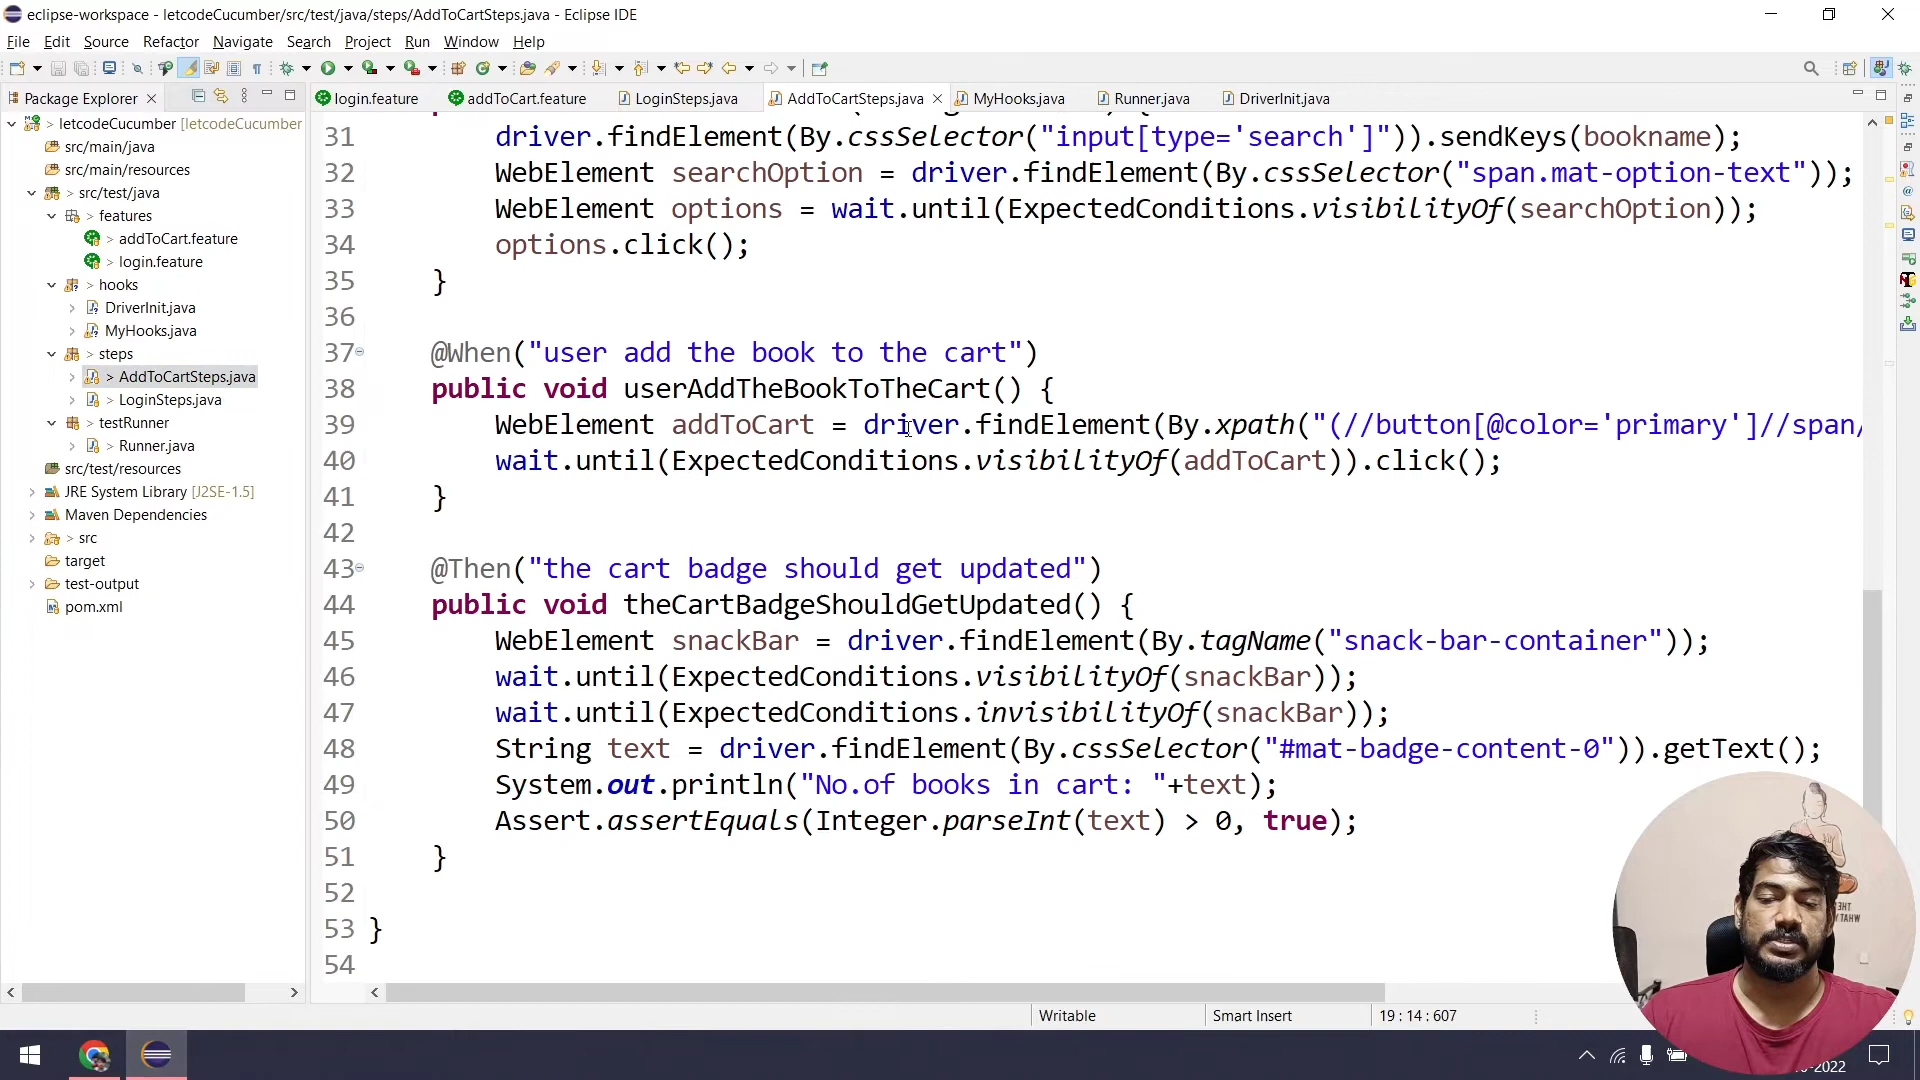 eclipse-workspace - letcodeCucumber/src/test/java/steps/AddToCartSteps.java - Eclipse IDE
File Edit Source Refactor Navigate Search Project Run Window Help
Package Explorer
login.feature addToCart.feature LoginSteps.java AddToCartSteps.java MyHooks.java Runner.java DriverInit.java
> letcodeCucumber [letcodeCucumber
src/main/java
src/main/resources
> src/test/java
> features
> addToCart.feature
> login.feature
> hooks
DriverInit.java
MyHooks.java
> steps
> AddToCartSteps.java
> LoginSteps.java
> testRunner
> Runner.java
src/test/resources
JRE System Library [J2SE-1.5]
Maven Dependencies
> src
target
test-output
pom.xml
31 driver.findElement(By.cssSelector("input[type='search']")).sendKeys(bookname);
32 WebElement searchOption = driver.findElement(By.cssSelector("span.mat-option-text"));
33 WebElement options = wait.until(ExpectedConditions.visibilityOf(searchOption));
34 options.click();
35 }
36
37 @When("user add the book to the cart")
38 public void userAddTheBookToTheCart() {
39 WebElement addToCart = driver.findElement(By.xpath("(//button[@color='primary']//span/
40 wait.until(ExpectedConditions.visibilityOf(addToCart)).click();
41 }
42
43 @Then("the cart badge should get updated")
44 public void theCartBadgeShouldGetUpdated() {
45 WebElement snackBar = driver.findElement(By.tagName("snack-bar-container"));
46 wait.until(ExpectedConditions.visibilityOf(snackBar));
47 wait.until(ExpectedConditions.invisibilityOf(snackBar));
48 String text = driver.findElement(By.cssSelector("#mat-badge-content-0")).getText();
49 System.out.println("No.of books in cart: "+text);
50 Assert.assertEquals(Integer.parseInt(text) > 0, true);
51 }
52
53 }
54
Writable Smart Insert 19 : 14 : 607
-2022